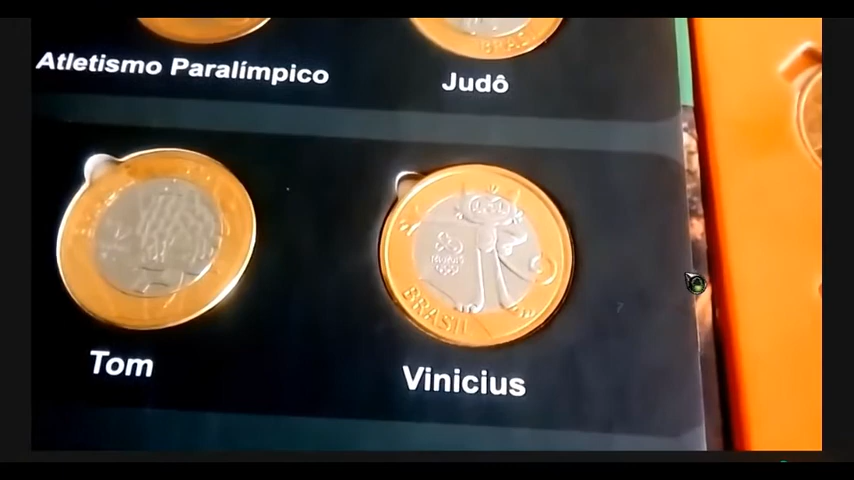 Atletismo Paralímpico
Judô
BRASIL
Tom
Vinicius